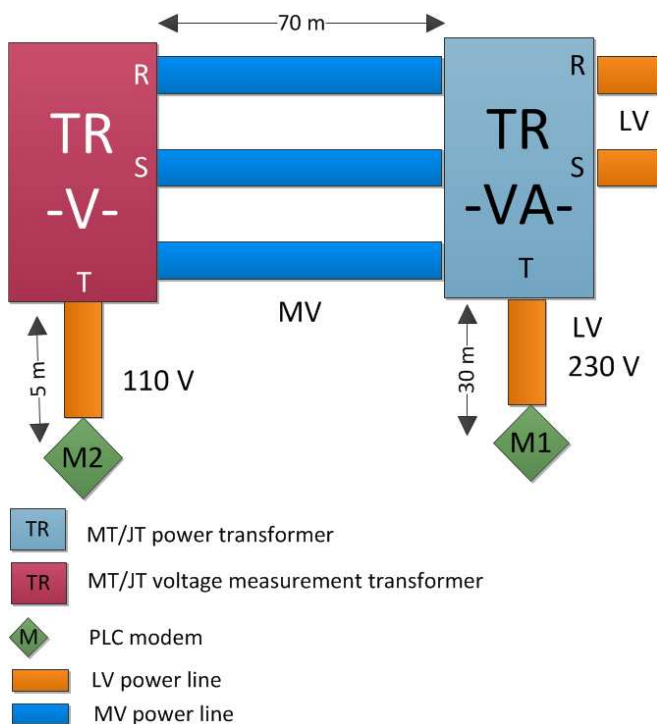 70 m
R
TR
-V-
S
T
R
TR
-VA-
S
T
LV
MV
5 m
110 V
30 m
LV
230 V
M2
M1
TR MT/JT power transformer
TR MT/JT voltage measurement transformer
M PLC modem
LV power line
MV power line